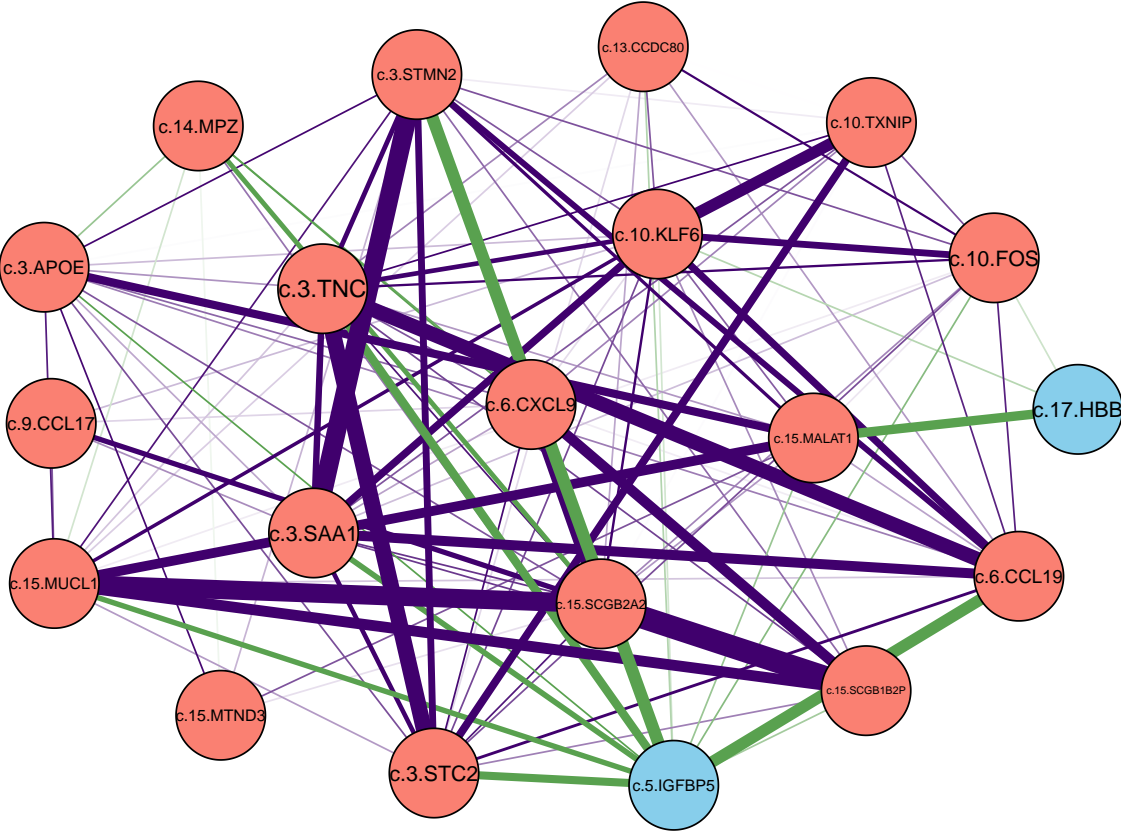 c.13.CCDC80
c.3.STMN2
c.14.MPZ
c.10.TXNIP
c.10.KLF6
c.10.FOS
c.3.APOE
c.3.TNC
c.6.CXCL9
c.17.HBB
c.9.CCL17
c.15.MALAT1
c.3.SAA1
c.15.MUCL1
c.6.CCL19
c.15.SCGB2A2
c.15.SCGB1B2P
c.15.MTND3
c.3.STC2
c.5.IGFBP5